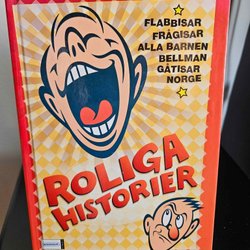 FLABBISAR
FRÅGISAR
ALLA BARNEN
BELLMAN
GÅTISAR
NORGE
ROLIGA
HISTORIER